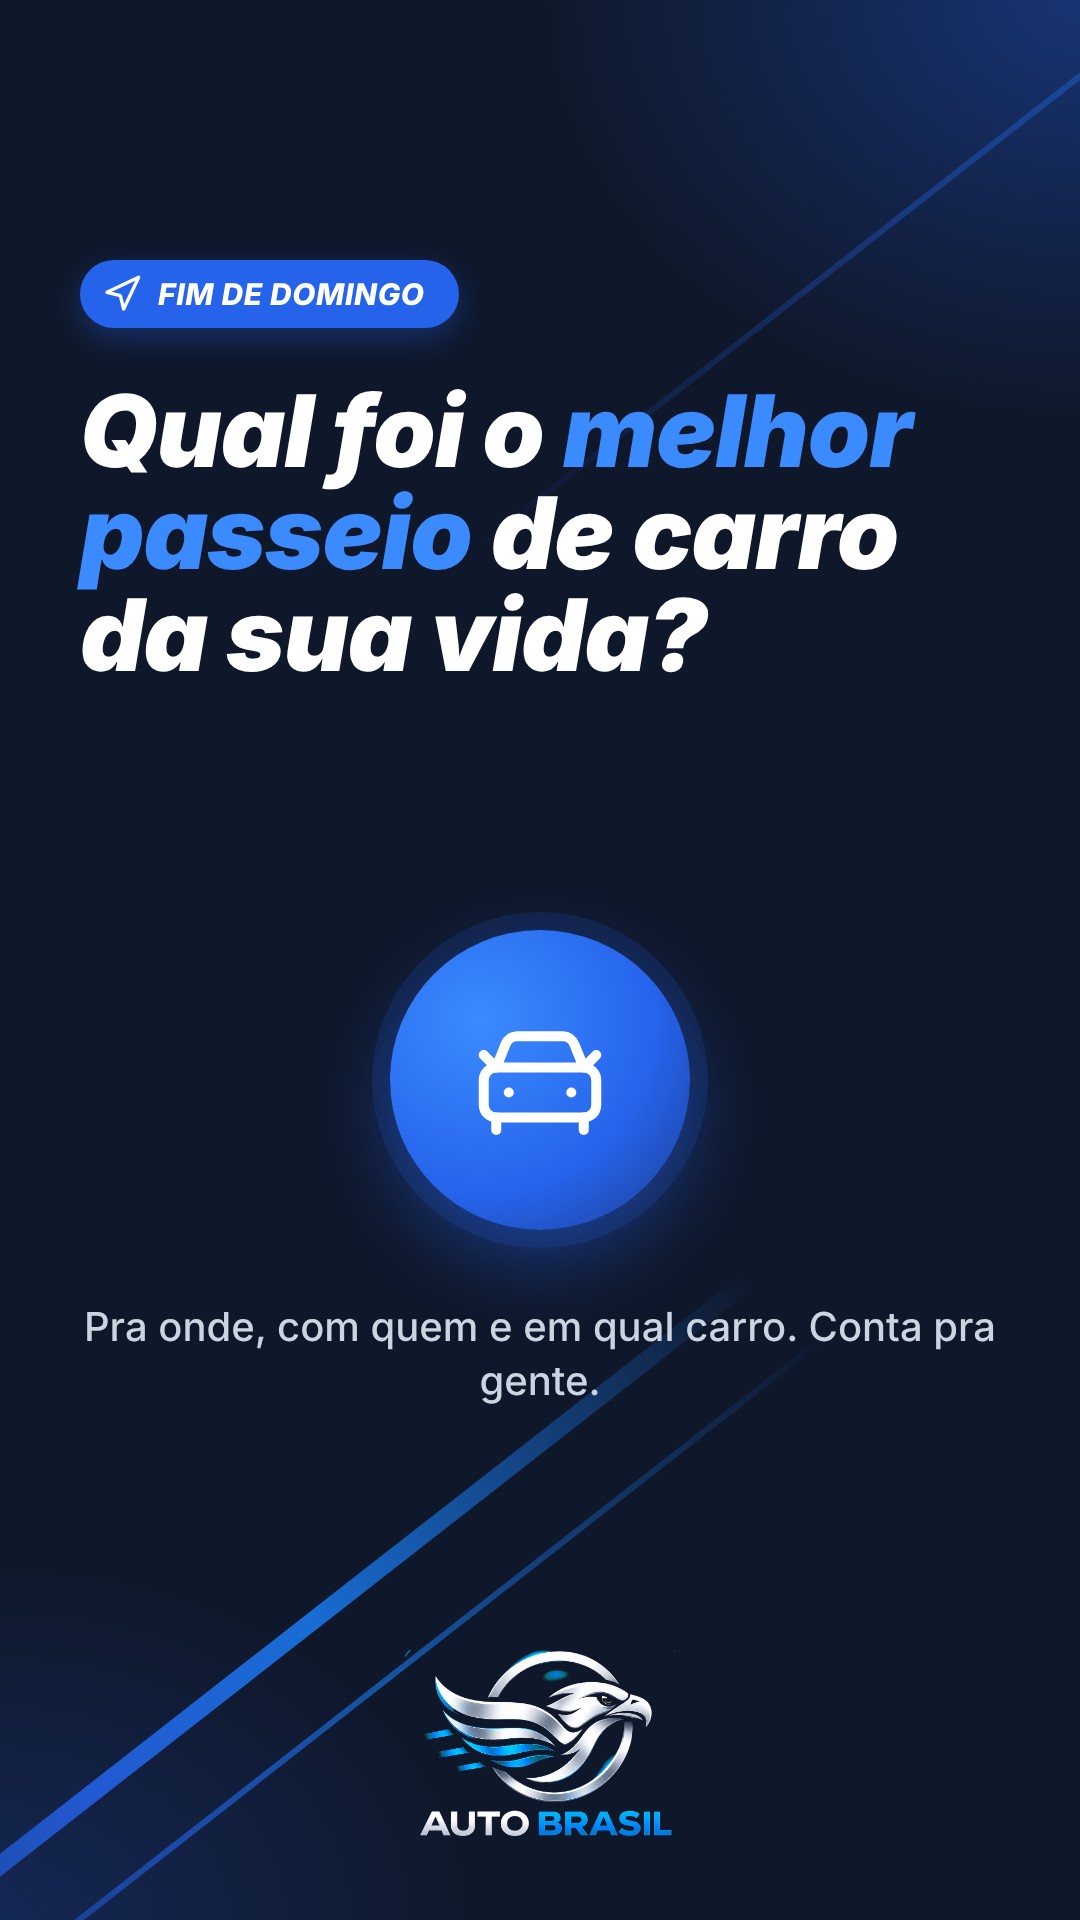 FIM DE DOMINGO
Qual foi o melhor
passeio de carro
da sua vida?
Pra onde, com quem e em qual carro. Conta pra
gente.
AUTO BRASIL